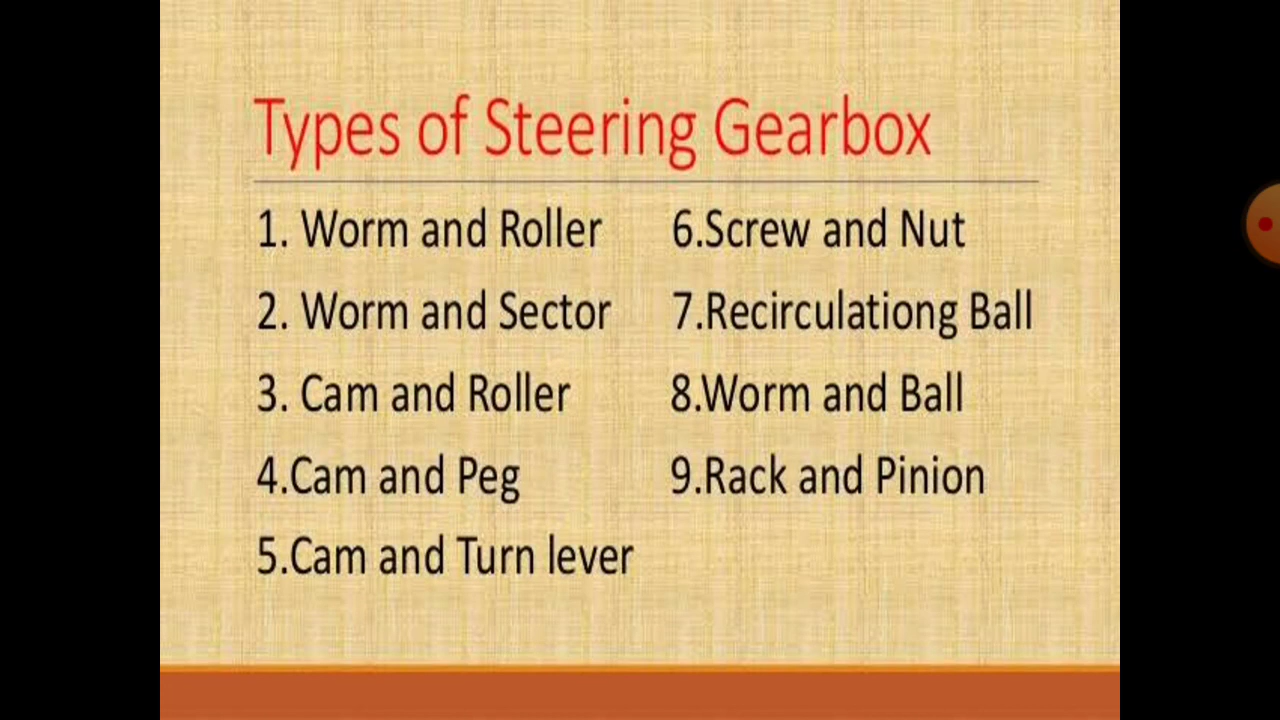 Types of Steering Gearbox
1. Worm and Roller
2. Worm and Sector
3. Cam and Roller
4.Cam and Peg
5.Cam and Turn lever
6.Screw and Nut
7.Recirculationg Ball
8.Worm and Ball
9.Rack and Pinion